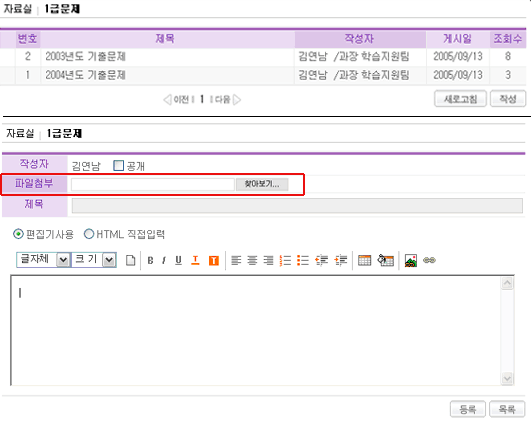 자료실 | 1급문제
번호 제목 작성자 게시일 조회수
2 2003년도 기출문제 김연남 /과장 학습지원팀 2005/09/13 8
1 2004년도 기출문제 김연남 /과장 학습지원팀 2005/09/13 3
이전 | 1 | 다음 새로고침 작성
자료실 | 1급문제
작성자 김연남 공개
파일첨부 찾아보기...
제목
편집기사용 HTML 직접입력
글자체 크 기 B I U T T
등록 목록